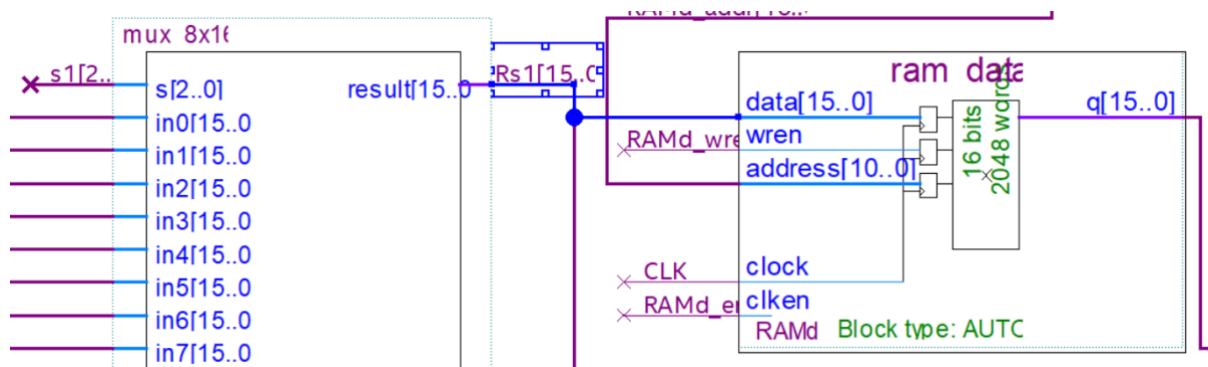 RAMd_addr[10..
mux 8x16
s1[2..
s[2..0]
in0[15..0
in1[15..0
in2[15..0
in3[15..0
in4[15..0
in5[15..0
in6[15..0
in7[15..0
result[15..0
Rs1[15..0
ram data
data[15..0]
RAMd_wre
wren
address[10..0]
16 bits
2048 words
q[15..0]
CLK
clock
RAMd_en
clken
RAMd
Block type: AUTO